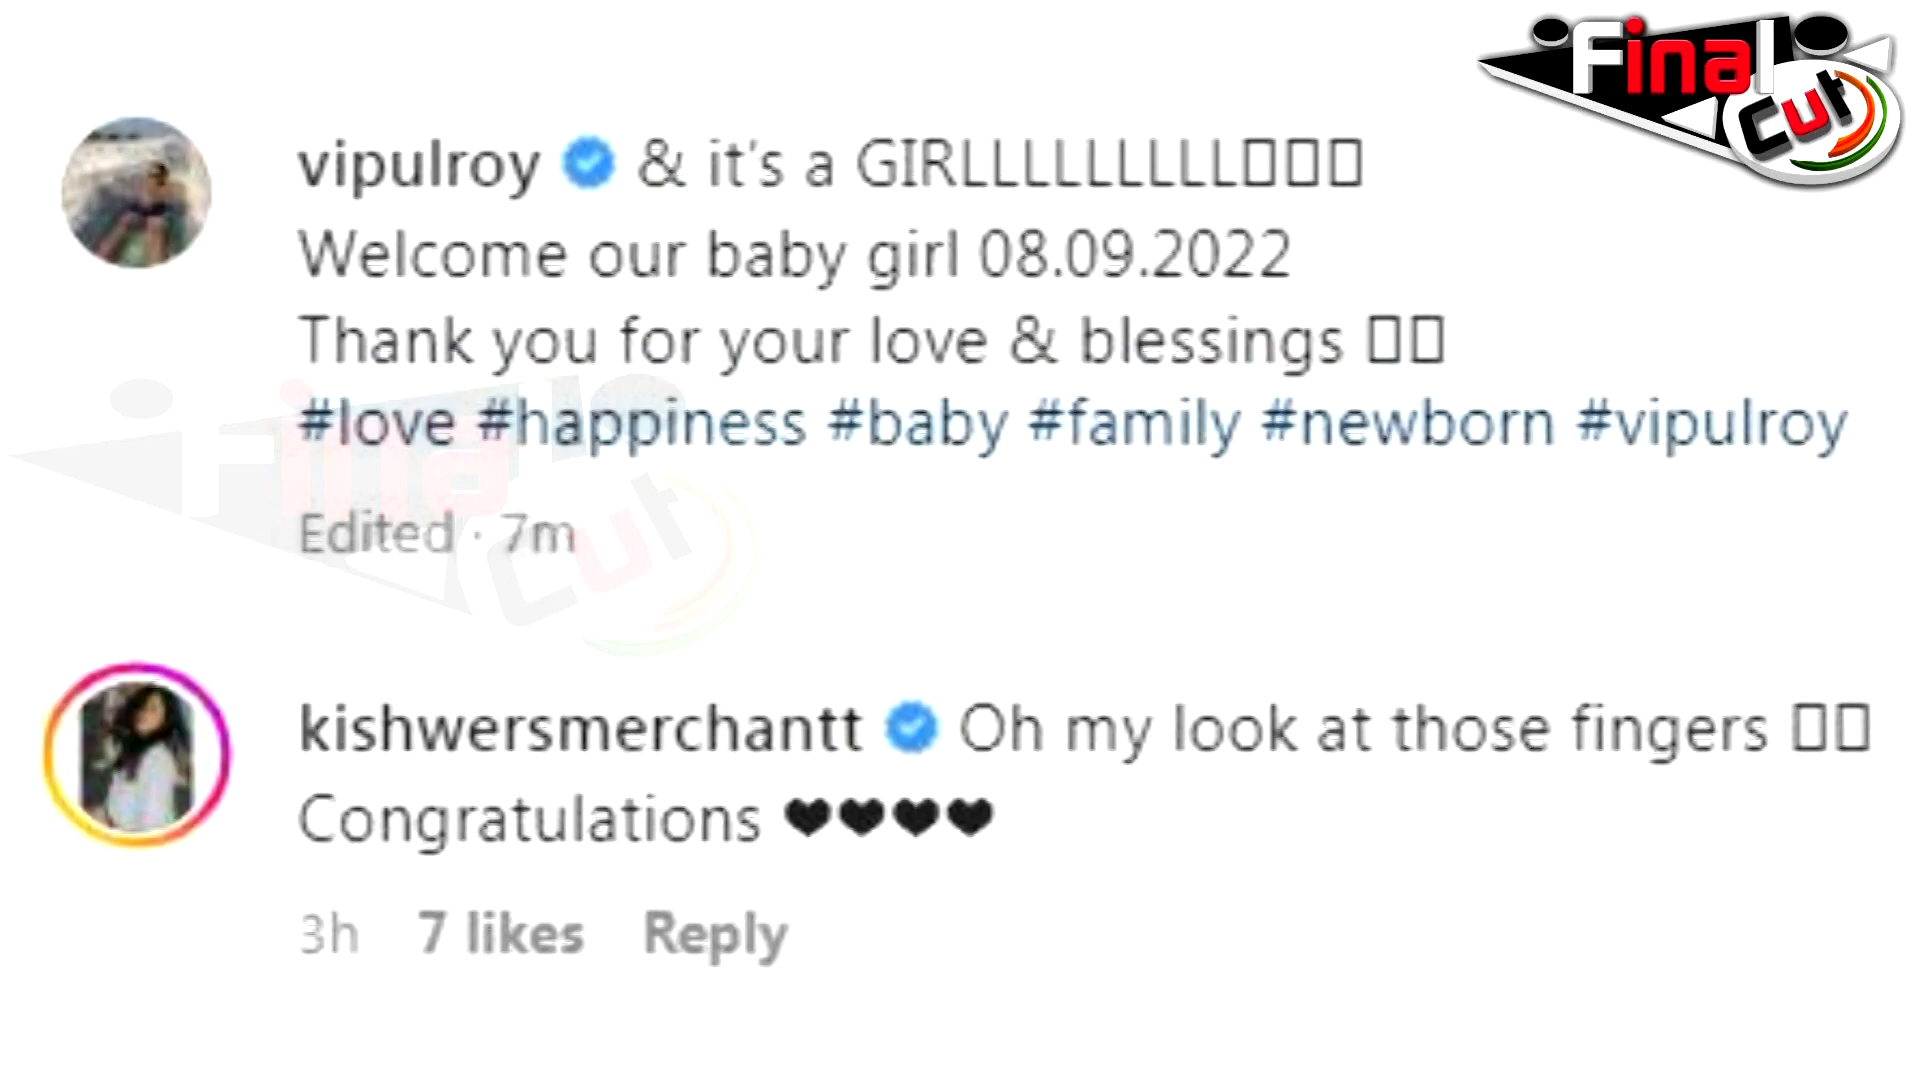 Final
Cut
vipulroy & it's a GIRLLLLLLLLL▯▯▯
Welcome our baby girl 08.09.2022
Thank you for your love & blessings ▯▯
#love #happiness #baby #family #newborn #vipulroy
Final
Cut
Edited · 7m
kishwersmerchantt Oh my look at those fingers ▯▯
Congratulations ♥♥♥♥
3h 7 likes Reply